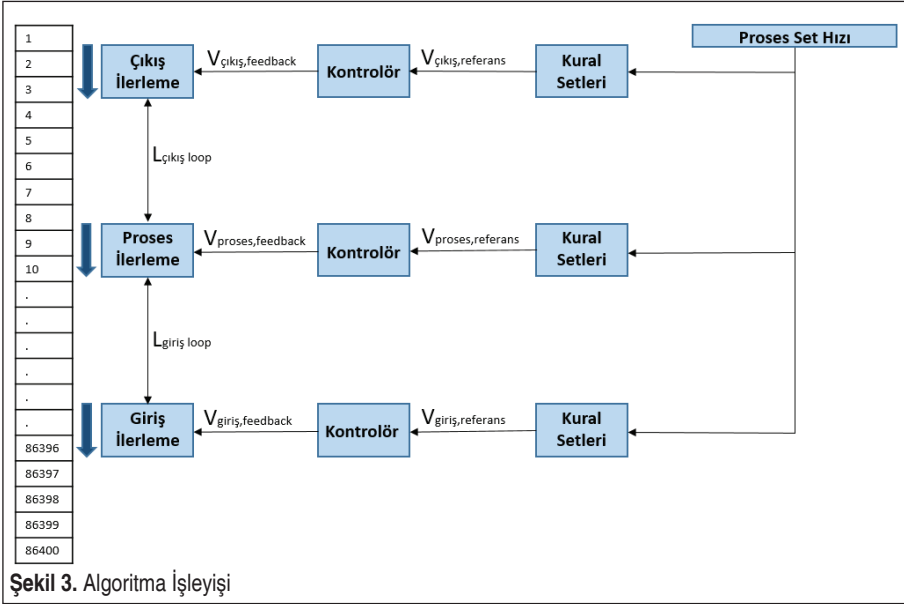 1
2
3
4
5
6
7
8
9
10
.
.
.
.
.
.
86396
86397
86398
86399
86400
Proses Set Hızı
Çıkış
İlerleme
Vçıkış,feedback
Kontrolör
Vçıkış,referans
Kural
Setleri
Lçıkış loop
Proses
İlerleme
Vproses,feedback
Kontrolör
Vproses,referans
Kural
Setleri
Lgiriş loop
Giriş
İlerleme
Vgiriş,feedback
Kontrolör
Vgiriş,referans
Kural
Setleri
Şekil 3. Algoritma İşleyişi